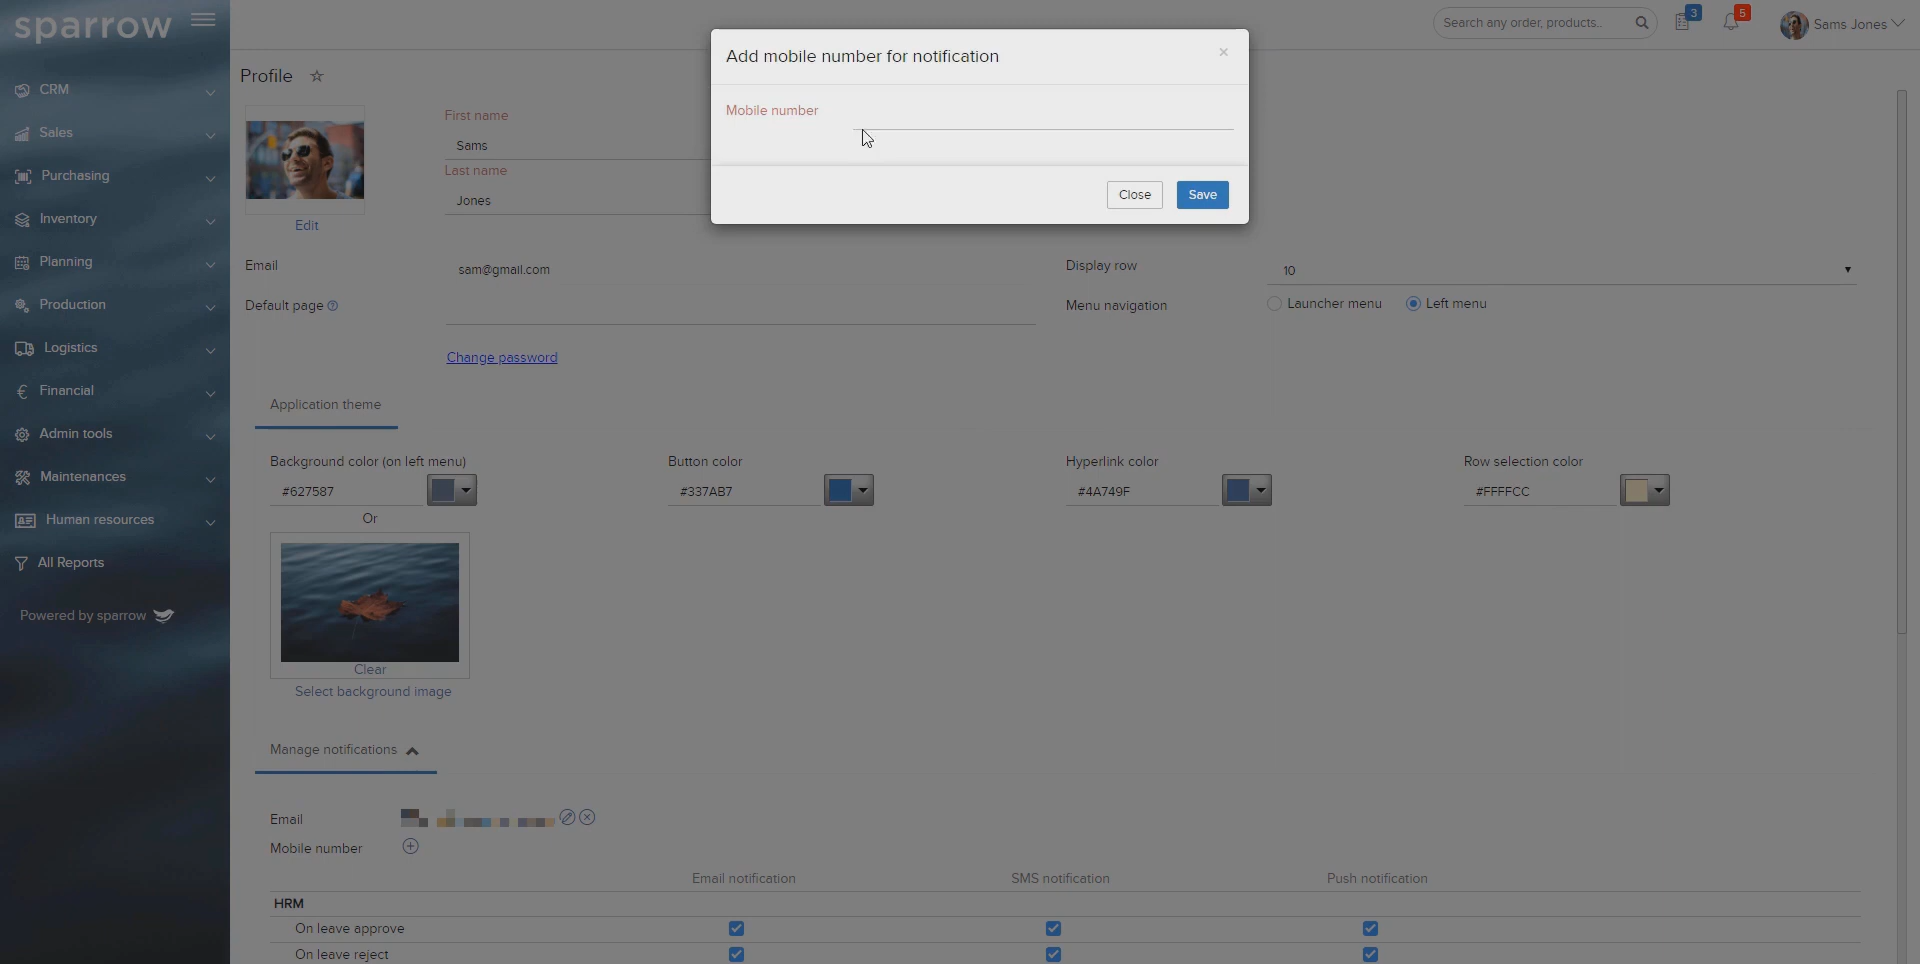 sparrow
Search any order, products..
3
5
Sams Jones
CRM
Sales
Purchasing
Inventory
Planning
Production
Logistics
Financial
Admin tools
Maintenances
Human resources
All Reports
Powered by sparrow
Add mobile number for notification
×
Mobile number
Close
Save
Profile
First name
Sams
Last name
Jones
Edit
Email
sam@gmail.com
Display row
10
Default page
Menu navigation
Launcher menu
Left menu
Change password
Application theme
Background color (on left menu)
Button color
Hyperlink color
Row selection color
#627587
#337AB7
#4A749F
#FFFFCC
Or
Clear
Select background image
Manage notifications
Email
Mobile number
Email notification
SMS notification
Push notification
HRM
On leave approve
On leave reject